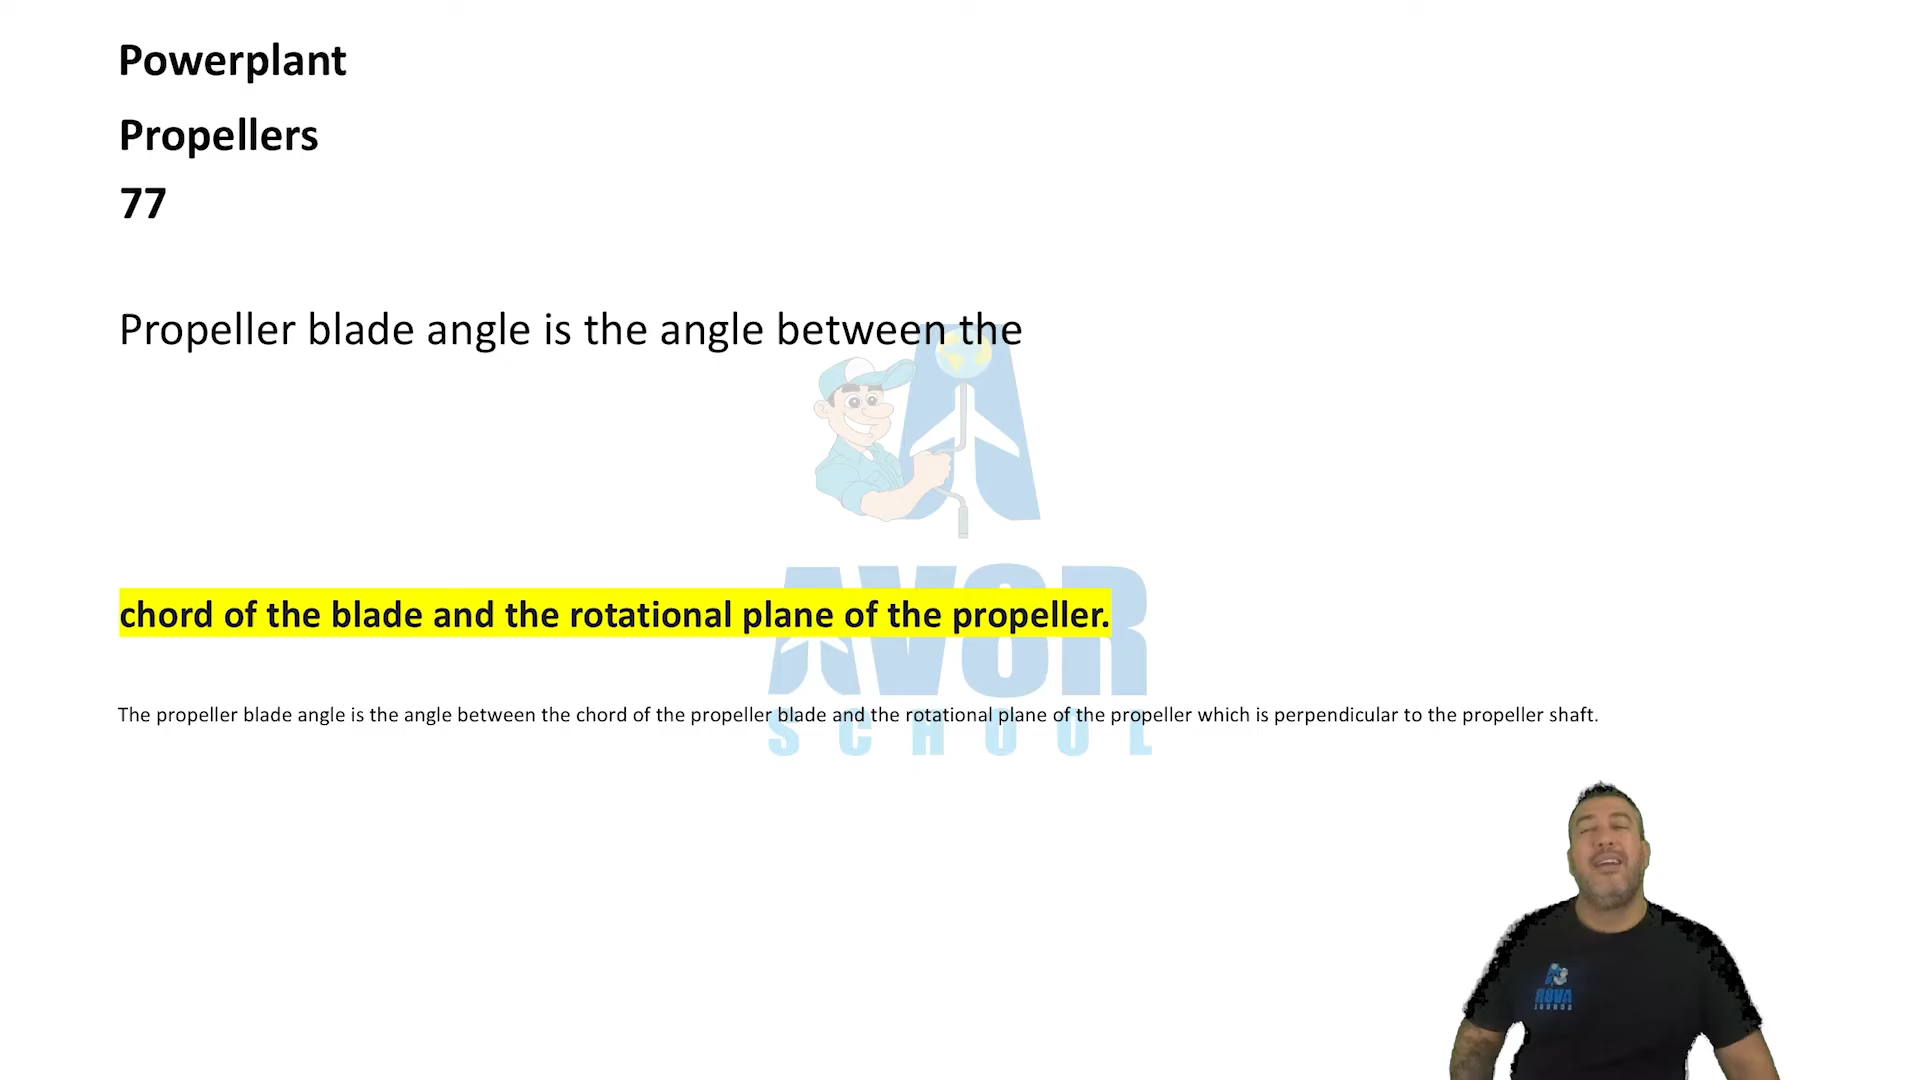 Powerplant
Propellers
77
Propeller blade angle is the angle between the
chord of the blade and the rotational plane of the propeller.
The propeller blade angle is the angle between the chord of the propeller blade and the rotational plane of the propeller which is perpendicular to the propeller shaft.
AV8R
SCHOOL